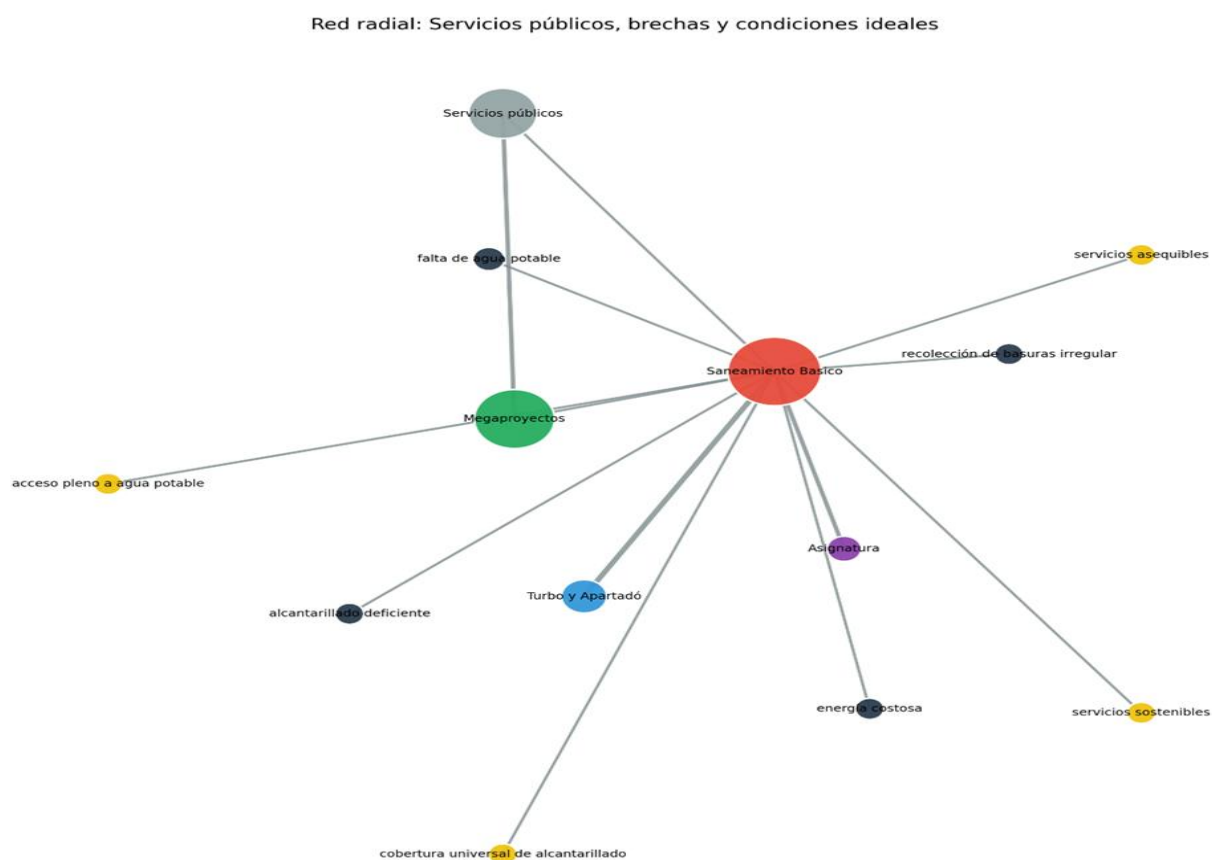 Red radial: Servicios públicos, brechas y condiciones ideales
Servicios públicos
falta de agua potable
servicios asequibles
recolección de basuras irregular
Saneamiento Basico
Megaproyectos
acceso pleno a agua potable
Asignatura
Turbo y Apartadó
alcantarillado deficiente
energía costosa
servicios sostenibles
cobertura universal de alcantarillado